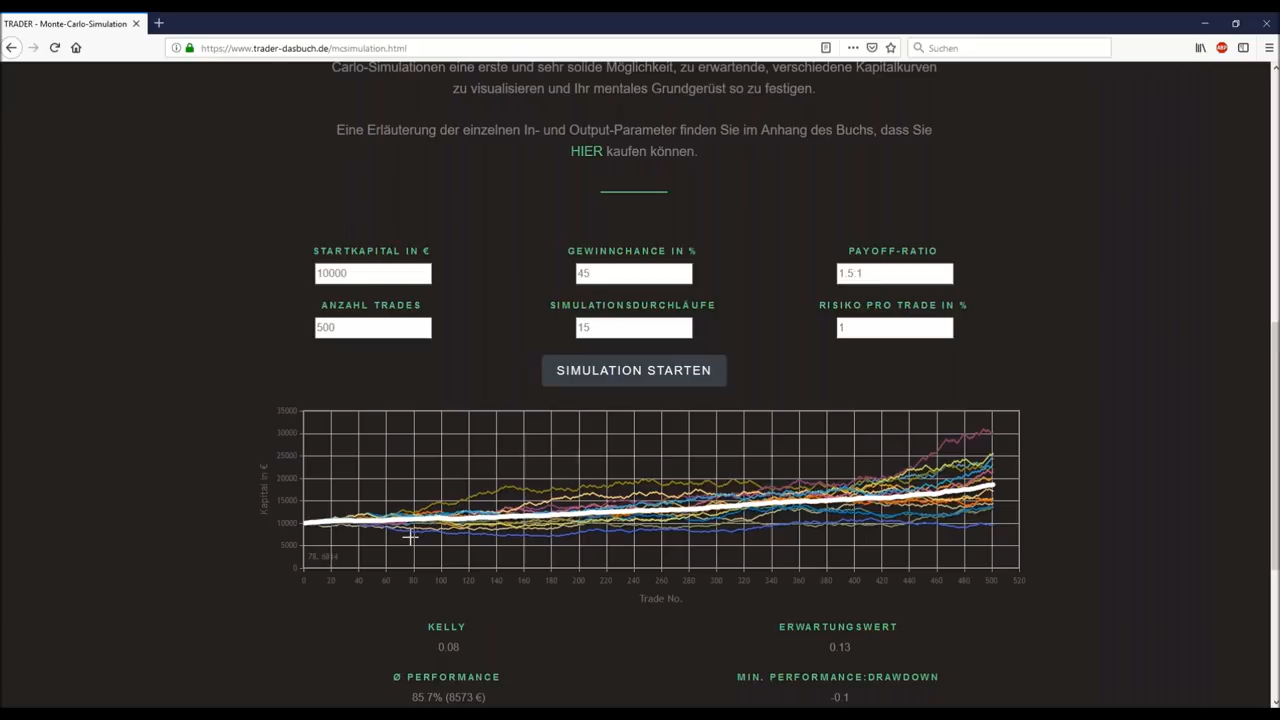 TRADER - Monte-Carlo-Simulation
https://www.trader-dasbuch.de/mcsimulation.html
Suchen
Carlo-Simulationen eine erste und sehr solide Möglichkeit, zu erwartende, verschiedene Kapitalkurven
zu visualisieren und Ihr mentales Grundgerüst so zu festigen.
Eine Erläuterung der einzelnen In- und Output-Parameter finden Sie im Anhang des Buchs, dass Sie
HIER kaufen können.
STARTKAPITAL IN € GEWINNCHANCE IN % PAYOFF-RATIO
10000 45 1.5:1
ANZAHL TRADES SIMULATIONSDURCHLÄUFE RISIKO PRO TRADE IN %
500 15 1
SIMULATION STARTEN
35000
30000
25000
20000
15000
10000
5000
0
Kapital in €
0 20 40 60 80 100 120 140 160 180 200 220 240 260 280 300 320 340 360 380 400 420 440 460 480 500 520
Trade No.
KELLY ERWARTUNGSWERT
0.08 0.13
Ø PERFORMANCE MIN. PERFORMANCE:DRAWDOWN
85.7% (8573 €) -0.1